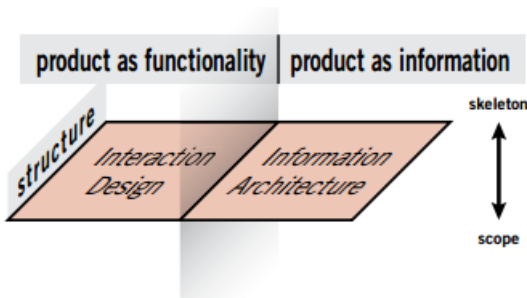 product as functionality
product as information
skeleton
structure
Interaction
Design
Information
Architecture
scope